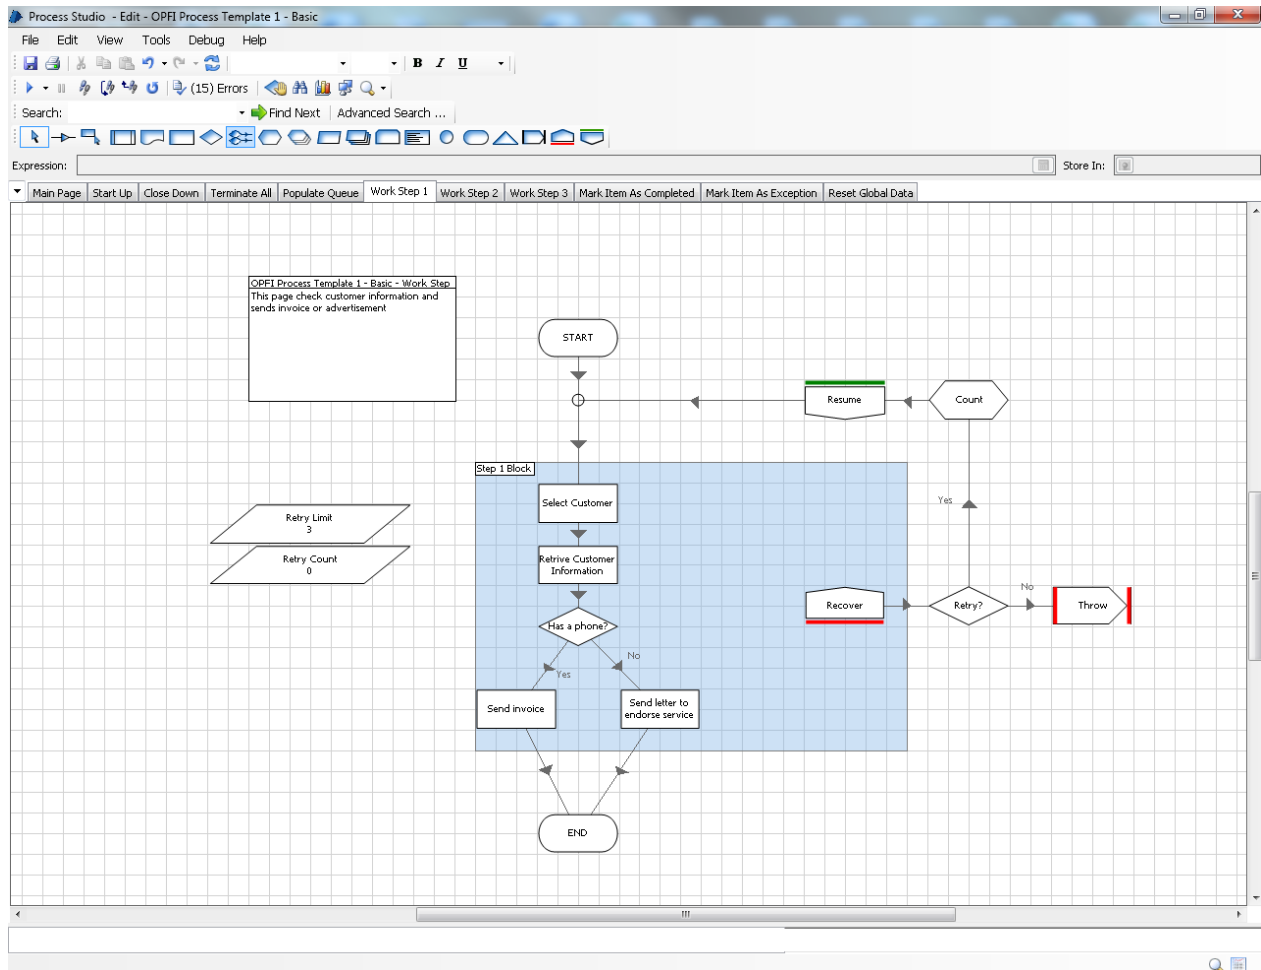 Process Studio - Edit - OPFI Process Template 1 - Basic
File Edit View Tools Debug Help
B I U
(15) Errors
Search: Find Next Advanced Search ...
Expression: Store In:
Main Page Start Up Close Down Terminate All Populate Queue Work Step 1 Work Step 2 Work Step 3 Mark Item As Completed Mark Item As Exception Reset Global Data
OPFI Process Template 1 - Basic - Work Step
This page check customer information and
sends invoice or advertisement
START
Resume
Count
Step 1 Block
Select Customer
Yes
Retry Limit
3
Retry Count
0
Retrive Customer
Information
No
Recover
Retry?
Throw
Has a phone?
No
Yes
Send invoice
Send letter to
endorse service
END